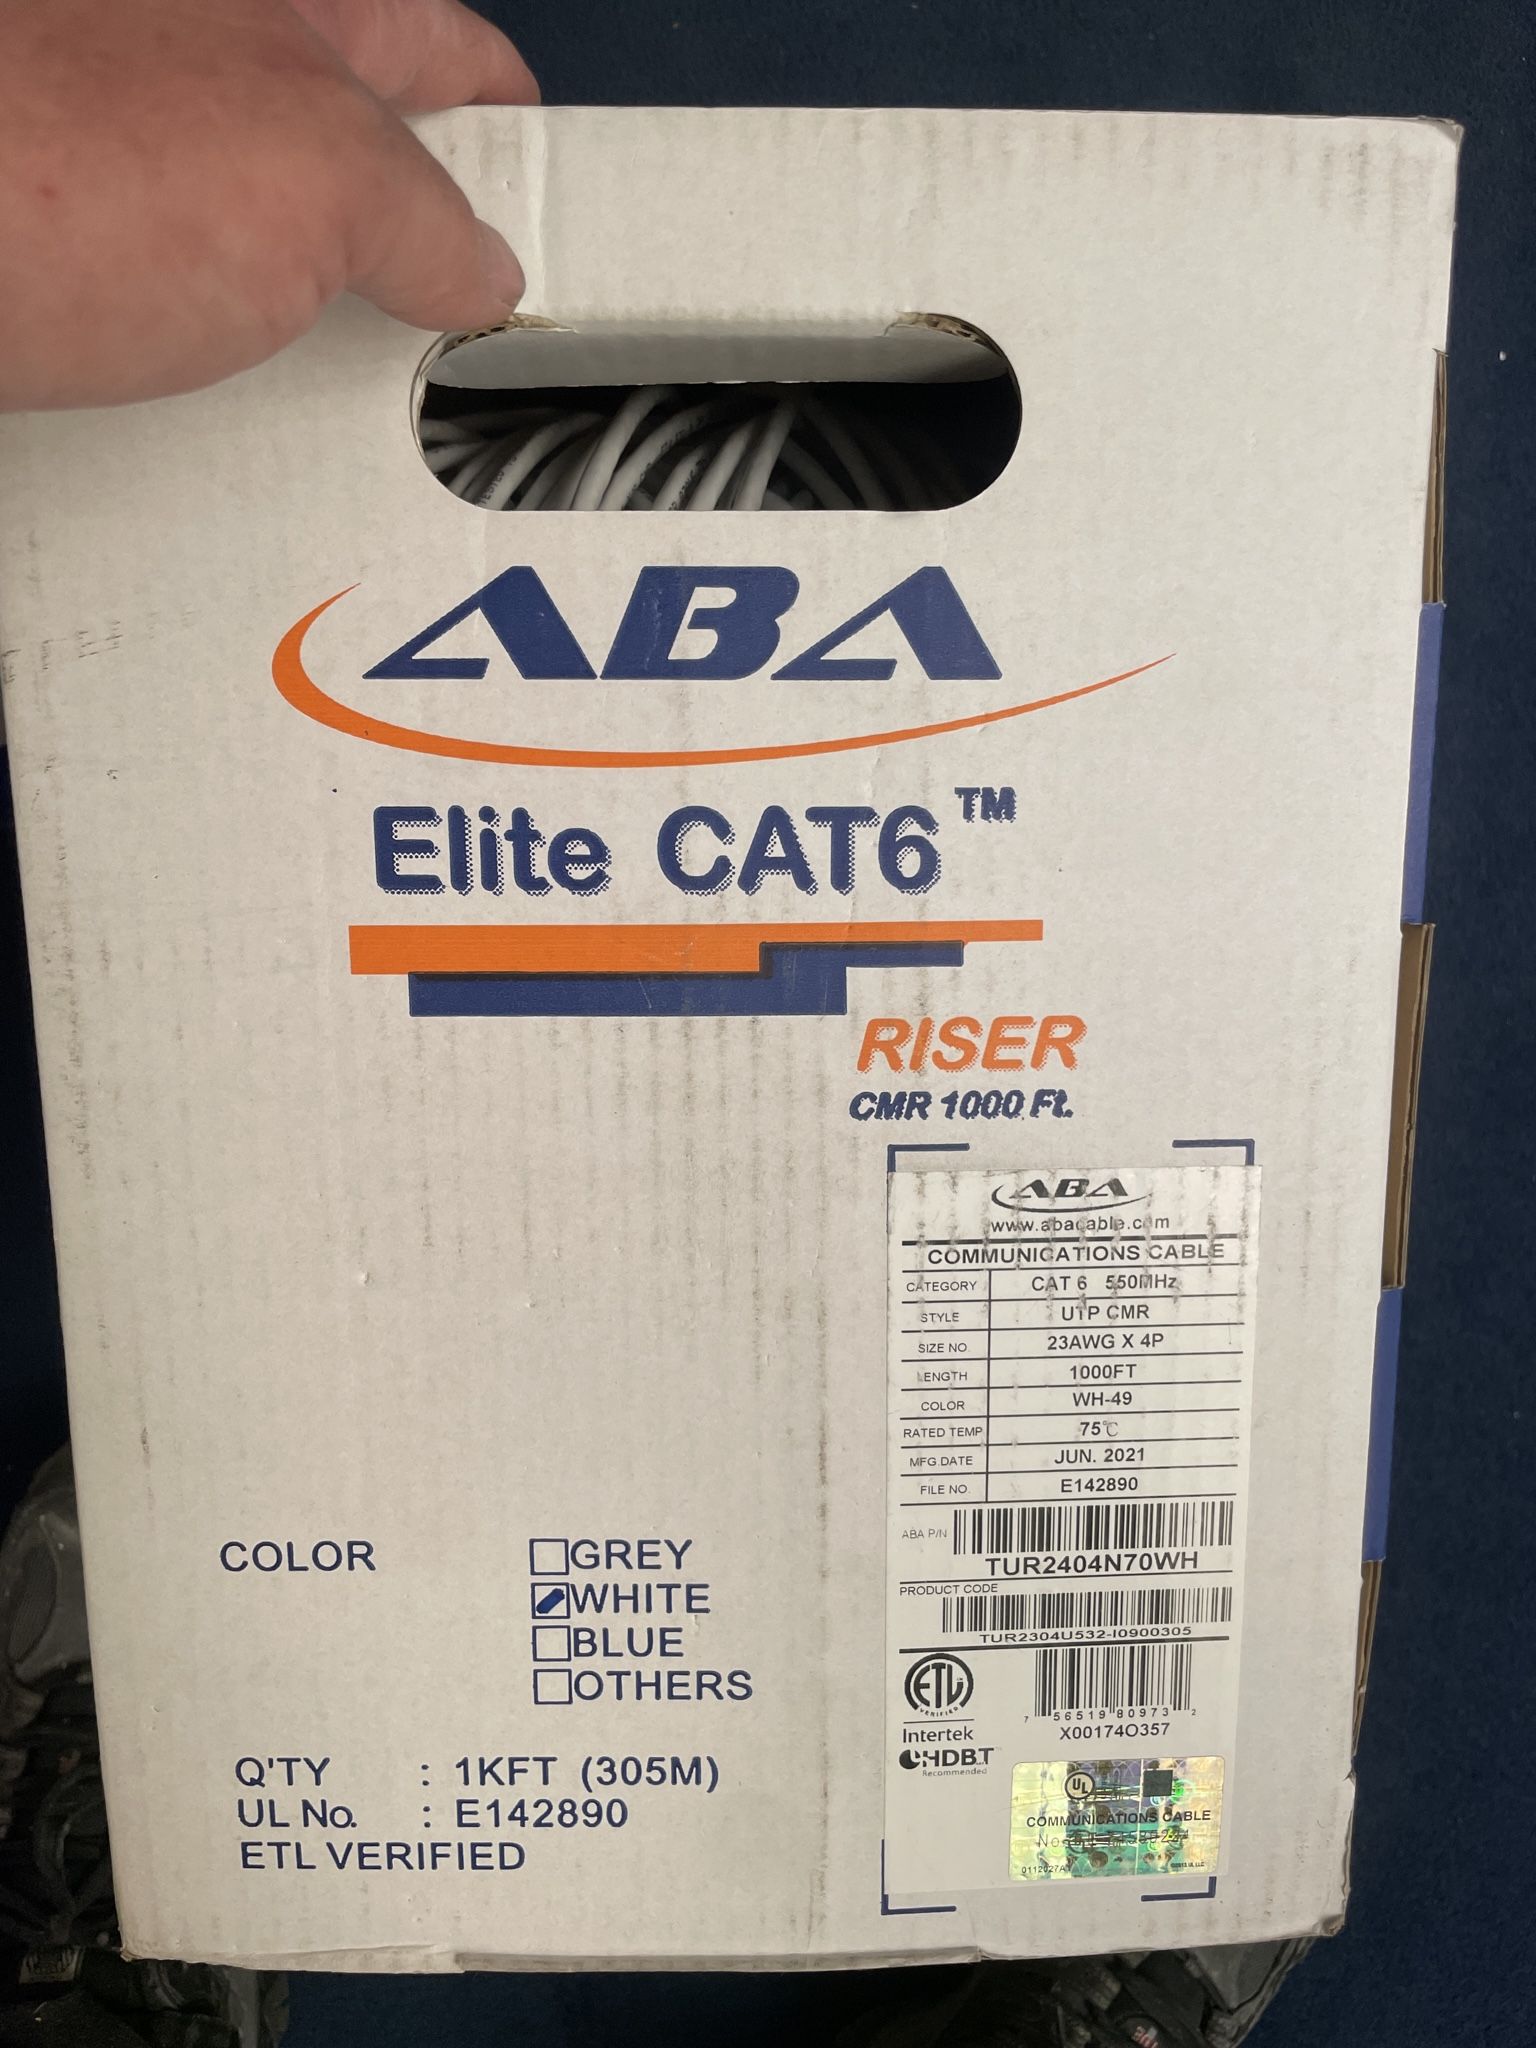 ABA
Elite CAT6™
RISER
CMR 1000 Ft.
ABA
www.abacable.com
COMMUNICATIONS CABLE
CATEGORY CAT 6 550MHz
STYLE UTP CMR
SIZE NO. 23AWG X 4P
LENGTH 1000FT
COLOR WH-49
RATED TEMP 75℃
MFG.DATE JUN. 2021
FILE NO. E142890
ABA P/N
TUR2404N70WH
PRODUCT CODE
TUR2304U532-I0900305
ETL
VERIFIED
Intertek
HDBT
Recommended
7 56519 80973 2
X00174O357
UL
COMMUNICATIONS CABLE
COLOR
GREY
WHITE
BLUE
OTHERS
Q'TY : 1KFT (305M)
UL No. : E142890
ETL VERIFIED